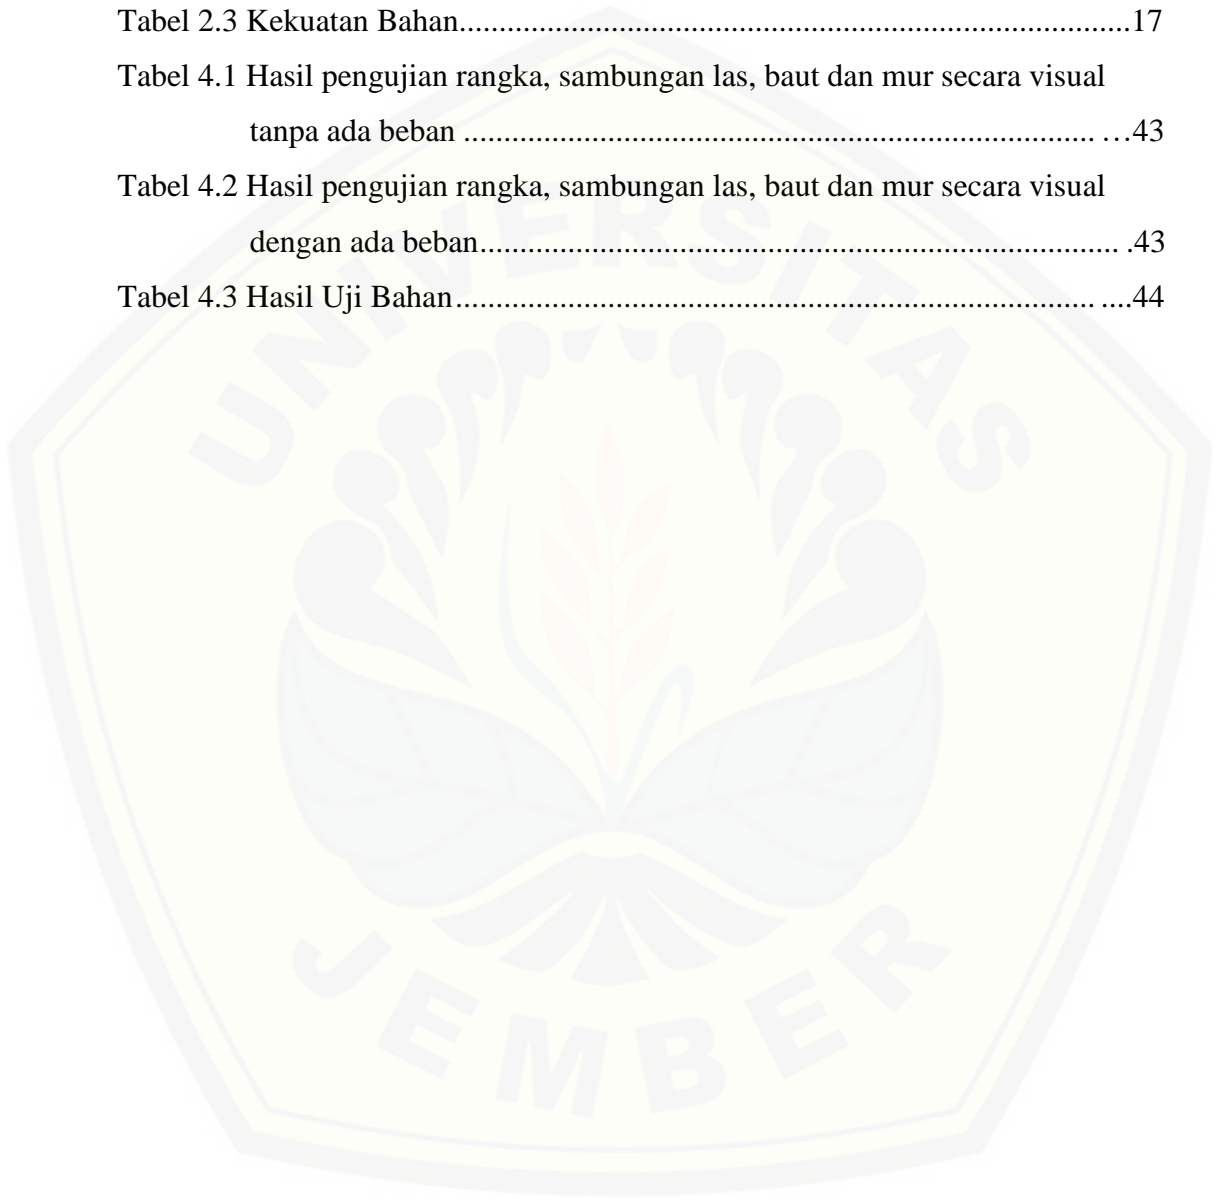 Tabel 2.3 Kekuatan Bahan...................................................................................17
Tabel 4.1 Hasil pengujian rangka, sambungan las, baut dan mur secara visual
tanpa ada beban .............................................................................. …43
Tabel 4.2 Hasil pengujian rangka, sambungan las, baut dan mur secara visual
dengan ada beban............................................................................... .43
Tabel 4.3 Hasil Uji Bahan............................................................................... ....44
UNIVERSITAS
JEMBER